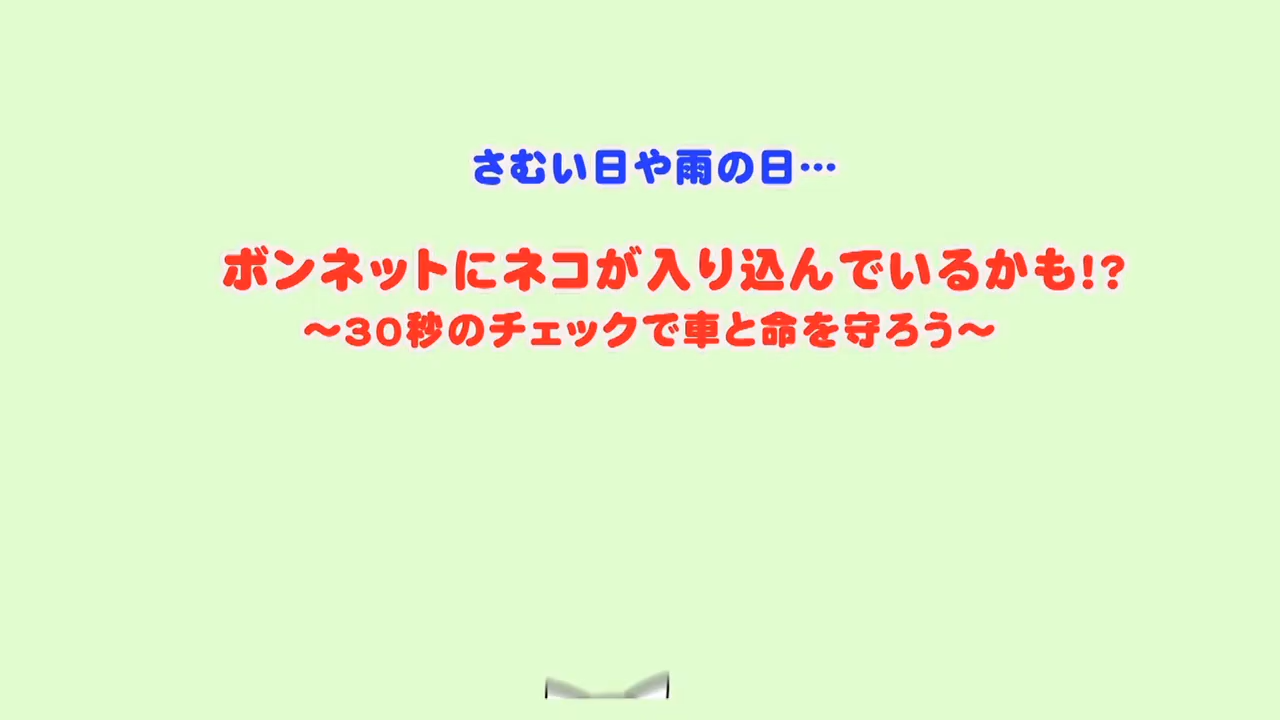 さむい日や雨の日…
ボンネットにネコが入り込んでいるかも!?
～30秒のチェックで車と命を守ろう～